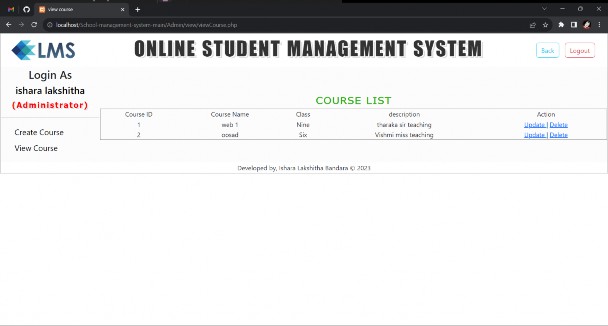 view course
localhost/School-management-system-main/Admin/view/viewCourse.php
LMS
ONLINE STUDENT MANAGEMENT SYSTEM
Back
Logout
Login As
ishara lakshitha
(Administrator)
Create Course
View Course
COURSE LIST
Course ID Course Name Class description Action
1 web 1 Nine tharaka sir teaching Update | Delete
2 oosad Six Vishmi miss teaching Update | Delete
Developed by, Ishara Lakshitha Bandara © 2023